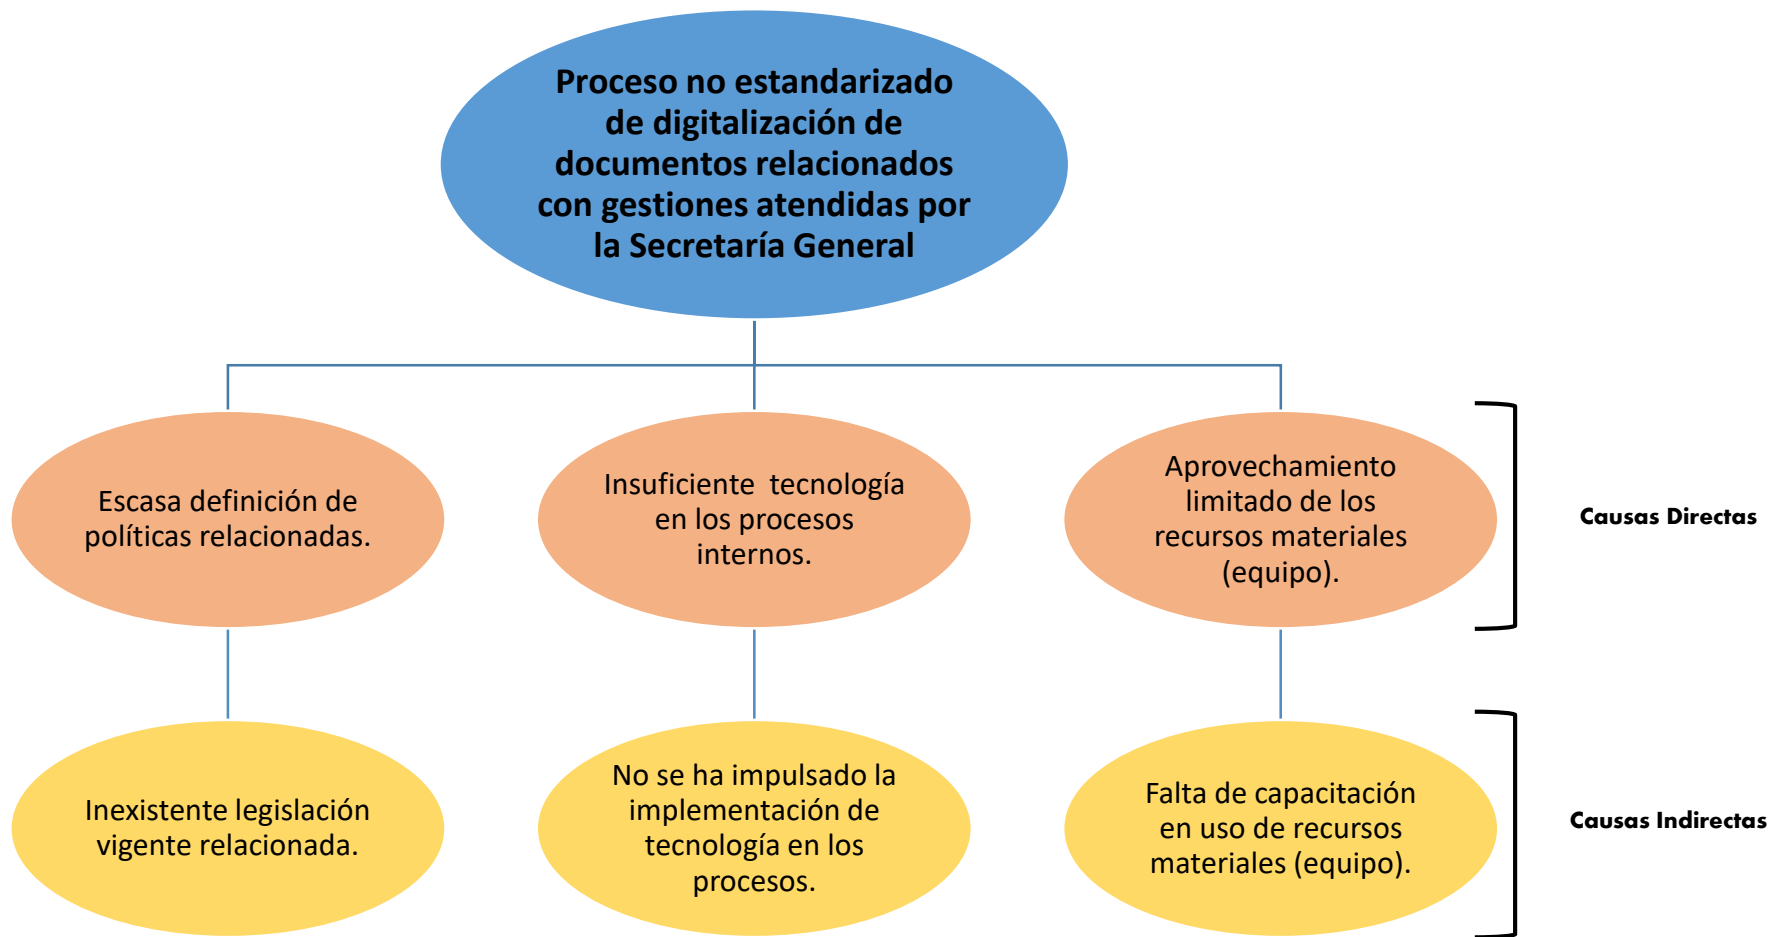 Proceso no estandarizado
de digitalización de
documentos relacionados
con gestiones atendidas por
la Secretaría General
Escasa definición de
políticas relacionadas.
Insuficiente tecnología
en los procesos
internos.
Aprovechamiento
limitado de los
recursos materiales
(equipo).
Causas Directas
Inexistente legislación
vigente relacionada.
No se ha impulsado la
implementación de
tecnología en los
procesos.
Falta de capacitación
en uso de recursos
materiales (equipo).
Causas Indirectas